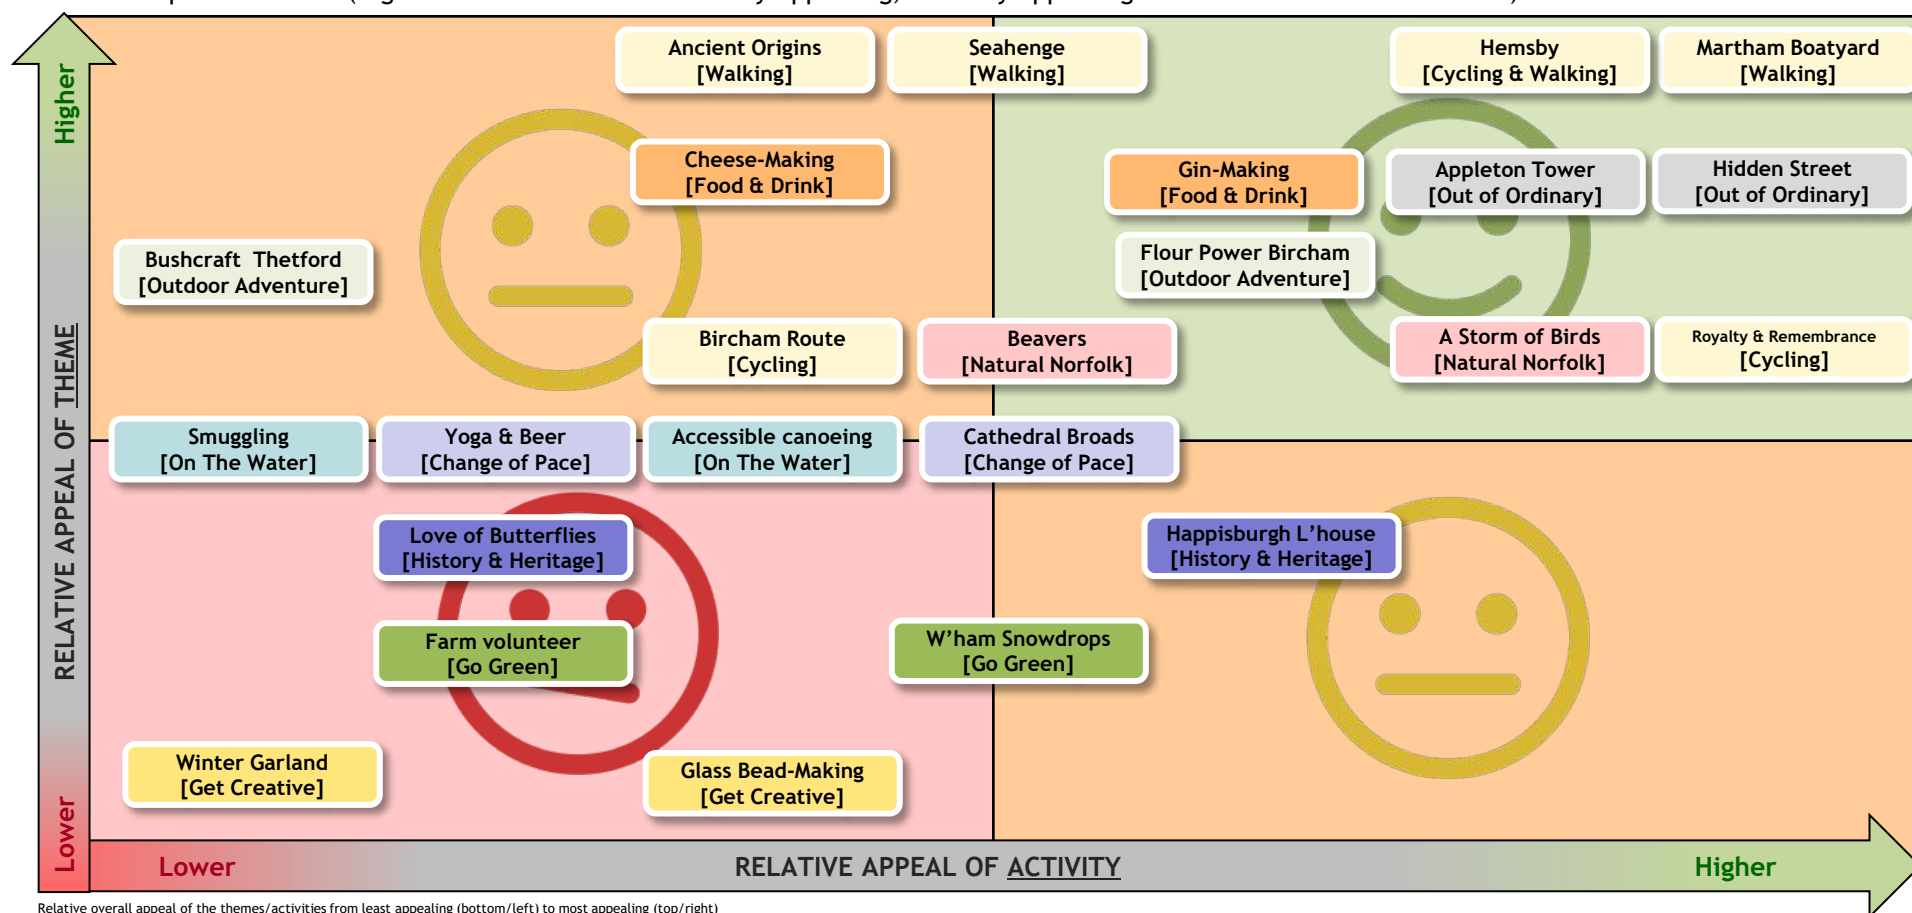 Ancient Origins
[Walking]
Seahenge
[Walking]
Hemsby
[Cycling & Walking]
Martham Boatyard
[Walking]
Higher
Cheese-Making
[Food & Drink]
Gin-Making
[Food & Drink]
Appleton Tower
[Out of Ordinary]
Hidden Street
[Out of Ordinary]
Bushcraft  Thetford
[Outdoor Adventure]
Flour Power Bircham
[Outdoor Adventure]
Bircham Route
[Cycling]
Beavers
[Natural Norfolk]
A Storm of Birds
[Natural Norfolk]
Royalty & Remembrance
[Cycling]
RELATIVE APPEAL OF THEME
Smuggling
[On The Water]
Yoga & Beer
[Change of Pace]
Accessible canoeing
[On The Water]
Cathedral Broads
[Change of Pace]
Love of Butterflies
[History & Heritage]
Happisburgh L'house
[History & Heritage]
Farm volunteer
[Go Green]
W'ham Snowdrops
[Go Green]
Winter Garland
[Get Creative]
Glass Bead-Making
[Get Creative]
Lower
Lower
RELATIVE APPEAL OF ACTIVITY
Higher
Relative overall appeal of the themes/activities from least appealing (bottom/left) to most appealing (top/right)